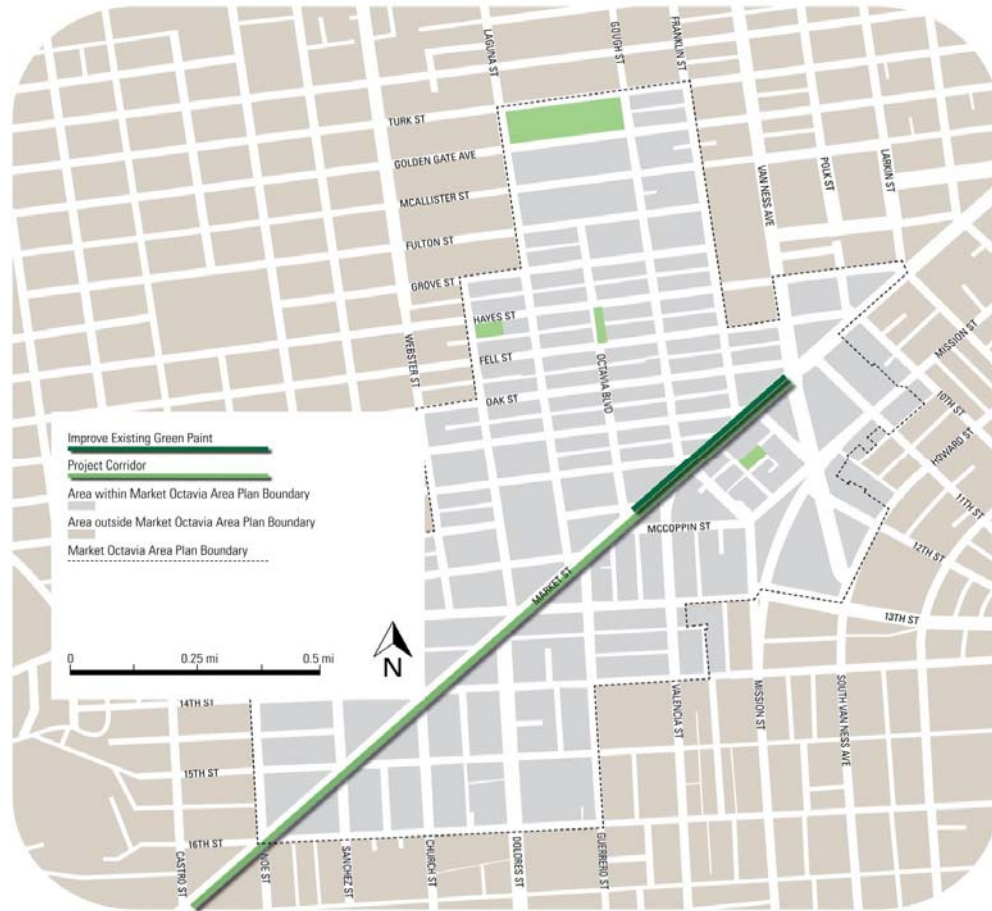 LAGUNA ST
GOUGH ST
FRANKLIN ST
TURK ST
GOLDEN GATE AVE
MCALLISTER ST
FULTON ST
GROVE ST
HAYES ST
FELL ST
OAK ST
WEBSTER ST
OCTAVIA BLVD
VAN NESS AVE
POLK ST
LARKIN ST
MISSION ST
10TH ST
HOWARD ST
11TH ST
12TH ST
13TH ST
MCCOPPIN ST
MARKET ST
Improve Existing Green Paint
Project Corridor
Area within Market Octavia Area Plan Boundary
Area outside Market Octavia Area Plan Boundary
Market Octavia Area Plan Boundary
0 0.25 mi 0.5 mi
N
14TH ST
15TH ST
16TH ST
CASTRO ST
NOE ST
SANCHEZ ST
CHURCH ST
DOLORES ST
GUERRERO ST
VALENCIA ST
MISSION ST
SOUTH VAN NESS AVE